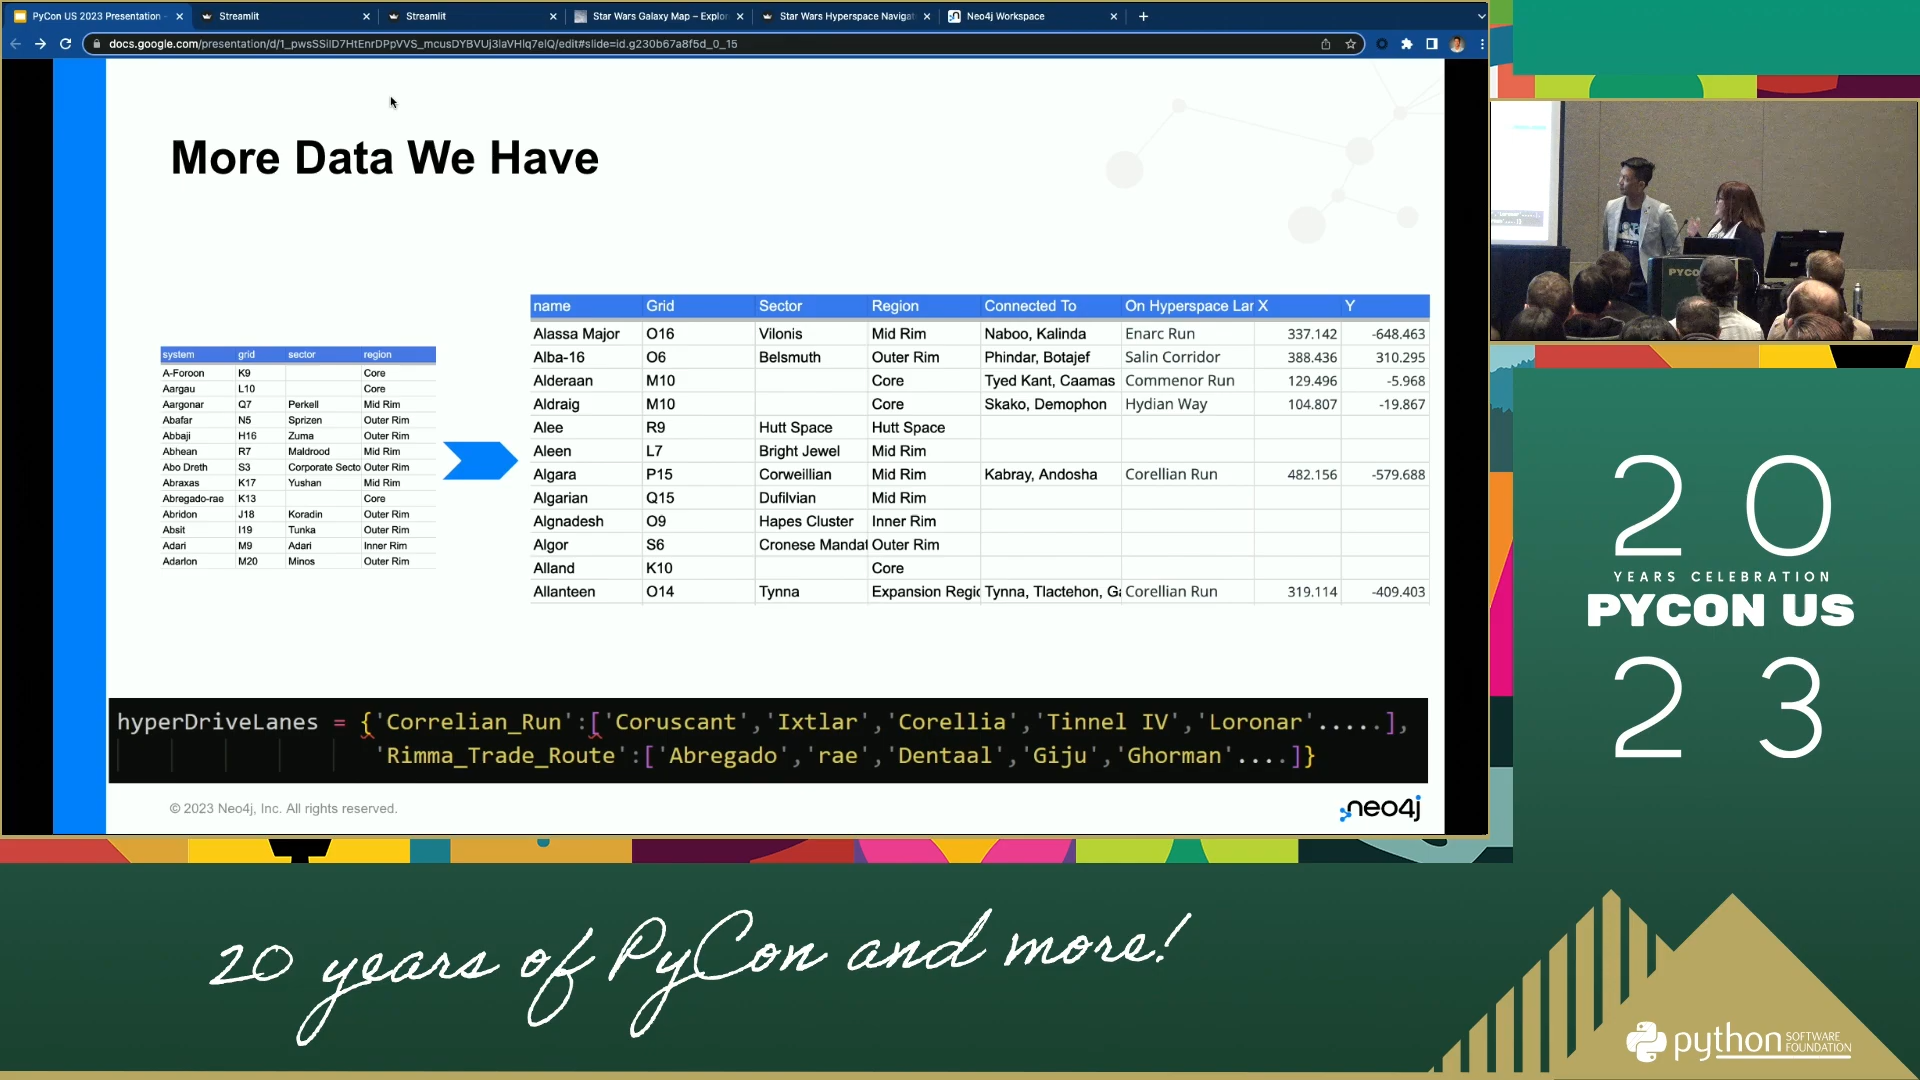 PyCon US 2023 Presentation
Streamlit
Streamlit
Star Wars Galaxy Map – Explo
Star Wars Hyperspace Navigat
Neo4j Workspace
docs.google.com/presentation/d/1_pwsSSiID7HtEnrDPpVVS_mcusDYBVUj3laVHlq7elQ/edit#slide=id.g230b67a8f5d_0_15
More Data We Have
system grid sector region
A-Foroon K9 Core
Aargau L10 Core
Aargonar Q7 Perkell Mid Rim
Abafar N5 Sprizen Outer Rim
Abbaji H16 Zuma Outer Rim
Abhean R7 Maldrood Mid Rim
Abo Dreth S3 Corporate Secto Outer Rim
Abraxas K17 Yushan Mid Rim
Abregado-rae K13 Core
Abridon J18 Koradin Outer Rim
Absit I19 Tunka Outer Rim
Adari M9 Adari Inner Rim
Adarlon M20 Minos Outer Rim
name Grid Sector Region Connected To On Hyperspace Lar X Y
Alassa Major O16 Vilonis Mid Rim Naboo, Kalinda Enarc Run 337.142 -648.463
Alba-16 O6 Belsmuth Outer Rim Phindar, Botajef Salin Corridor 388.436 310.295
Alderaan M10 Core Tyed Kant, Caamas Commenor Run 129.496 -5.968
Aldraig M10 Core Skako, Demophon Hydian Way 104.807 -19.867
Alee R9 Hutt Space Hutt Space
Aleen L7 Bright Jewel Mid Rim
Algara P15 Corweillian Mid Rim Kabray, Andosha Corellian Run 482.156 -579.688
Algarian Q15 Dufilvian Mid Rim
Algnadesh O9 Hapes Cluster Inner Rim
Algor S6 Cronese Mandat Outer Rim
Alland K10 Core
Allanteen O14 Tynna Expansion Regic Tynna, Tlactehon, Ga Corellian Run 319.114 -409.403
hyperDriveLanes = {'Correlian_Run':['Coruscant','Ixtlar','Corellia','Tinnel IV','Loronar'.....],
'Rimma_Trade_Route':['Abregado','rae','Dentaal','Giju','Ghorman'....]}
© 2023 Neo4j, Inc. All rights reserved.
neo4j
PYCO
20
YEARS CELEBRATION
PYCON US
23
20 years of PyCon and more!
python SOFTWARE
FOUNDATION